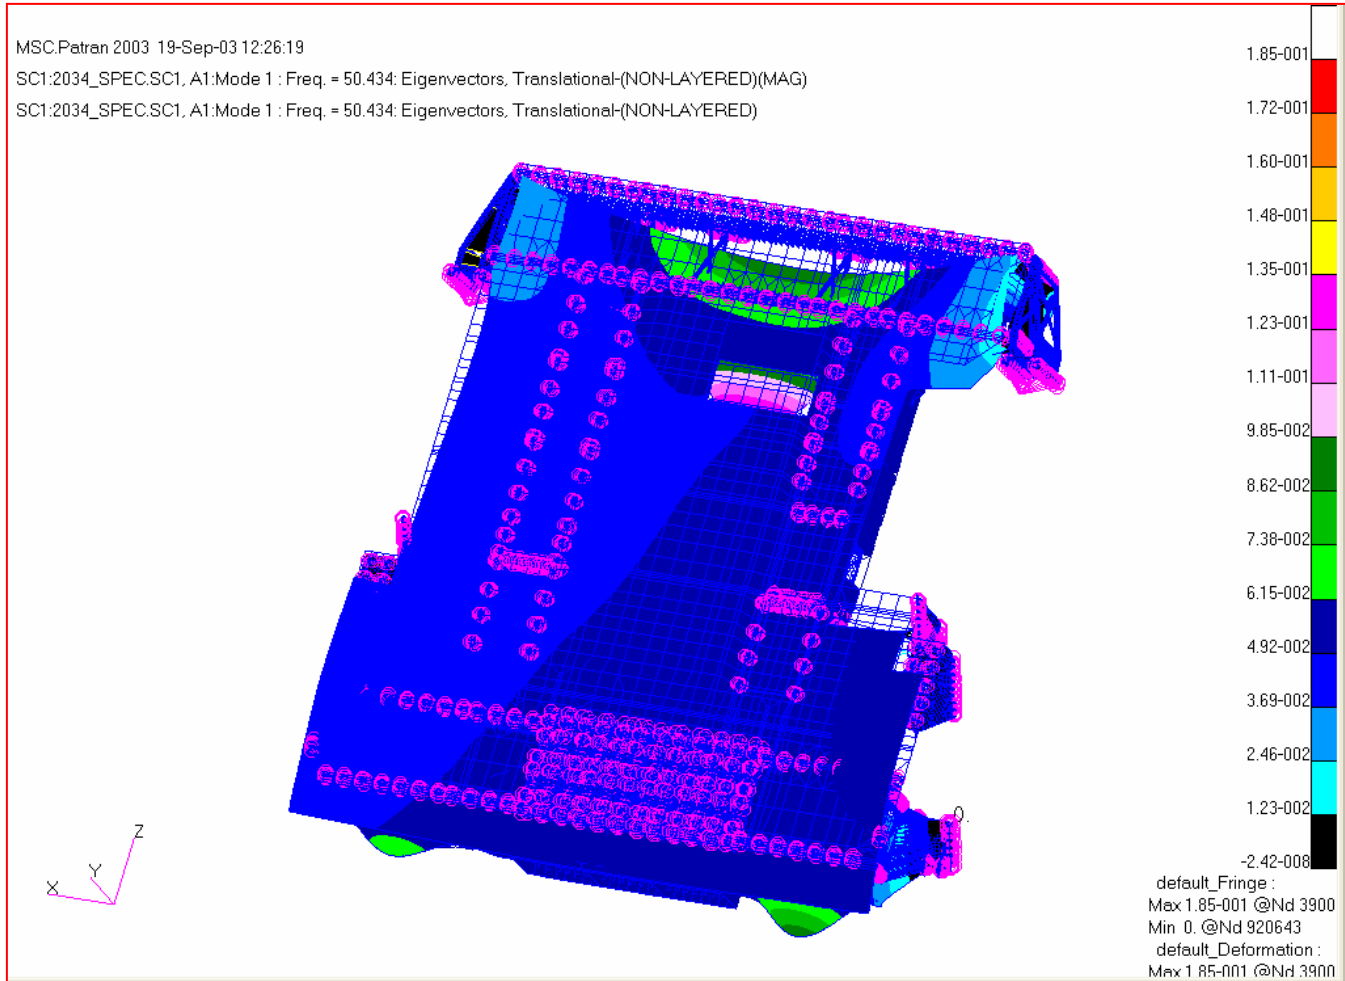 MSC.Patran 2003 19-Sep-03 12:26:19
SC1:2034_SPEC.SC1, A1:Mode 1 : Freq. = 50.434: Eigenvectors, Translational-(NON-LAYERED)(MAG)
SC1:2034_SPEC.SC1, A1:Mode 1 : Freq. = 50.434: Eigenvectors, Translational-(NON-LAYERED)
1.85-001
1.72-001
1.60-001
1.48-001
1.35-001
1.23-001
1.11-001
9.85-002
8.62-002
7.38-002
6.15-002
4.92-002
3.69-002
2.46-002
1.23-002
-2.42-008
0.
Z
Y
X
default_Fringe :
Max 1.85-001 @Nd 3900
Min 0. @Nd 920643
default_Deformation :
Max 1.85-001 @Nd 3900